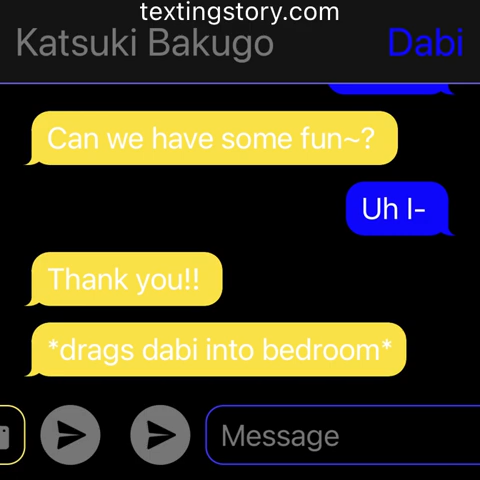 textingstory.com
Katsuki Bakugo
Dabi
Can we have some fun~?
Uh I-
Thank you!!
*drags dabi into bedroom*
Message